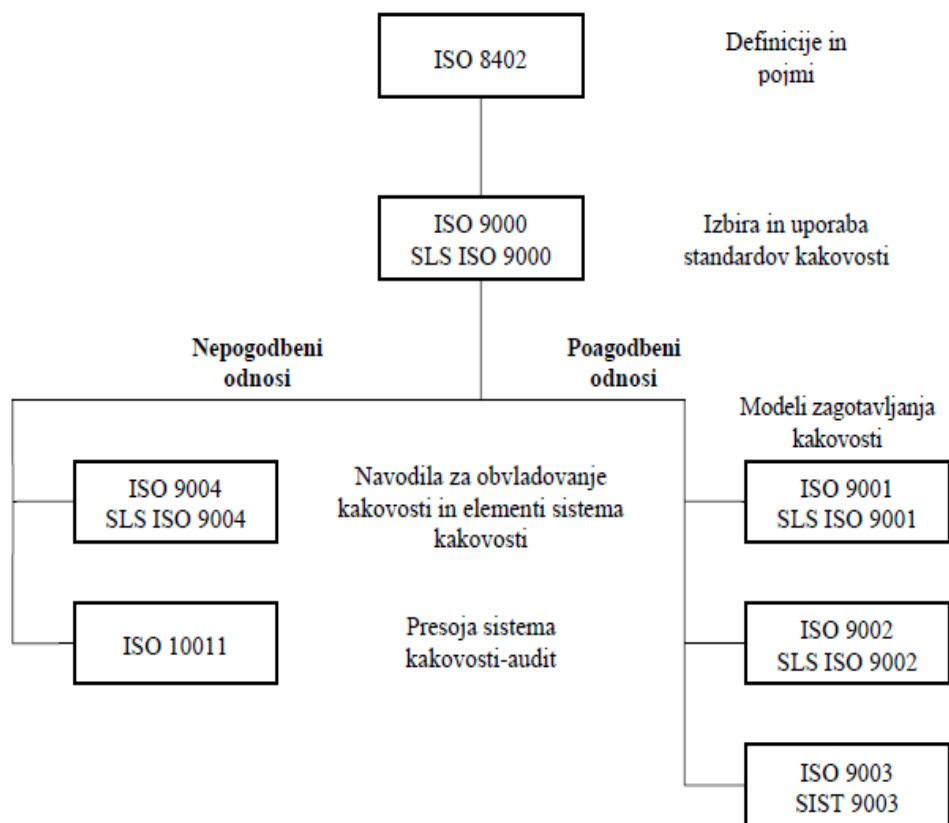 ISO 8402
Definicije in
pojmi
ISO 9000
SLS ISO 9000
Izbira in uporaba
standardov kakovosti
Nepogodbeni
odnosi
Poagodbeni
odnosi
Modeli zagotavljanja
kakovosti
ISO 9004
SLS ISO 9004
Navodila za obvladovanje
kakovosti in elementi sistema
kakovosti
ISO 9001
SLS ISO 9001
ISO 10011
Presoja sistema
kakovosti-audit
ISO 9002
SLS ISO 9002
ISO 9003
SIST 9003